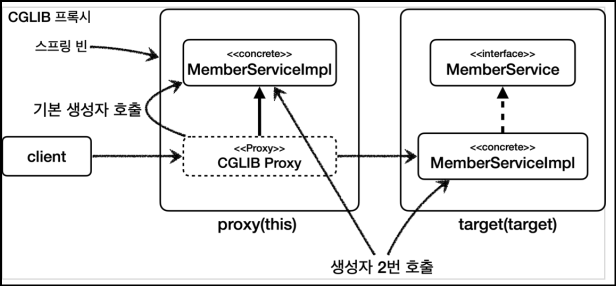 CGLIB 프록시
스프링 빈
<<concrete>>
MemberServiceImpl
<<interface>>
MemberService
기본 생성자 호출
client
<<Proxy>>
CGLIB Proxy
<<concrete>>
MemberServiceImpl
proxy(this)
target(target)
생성자 2번 호출